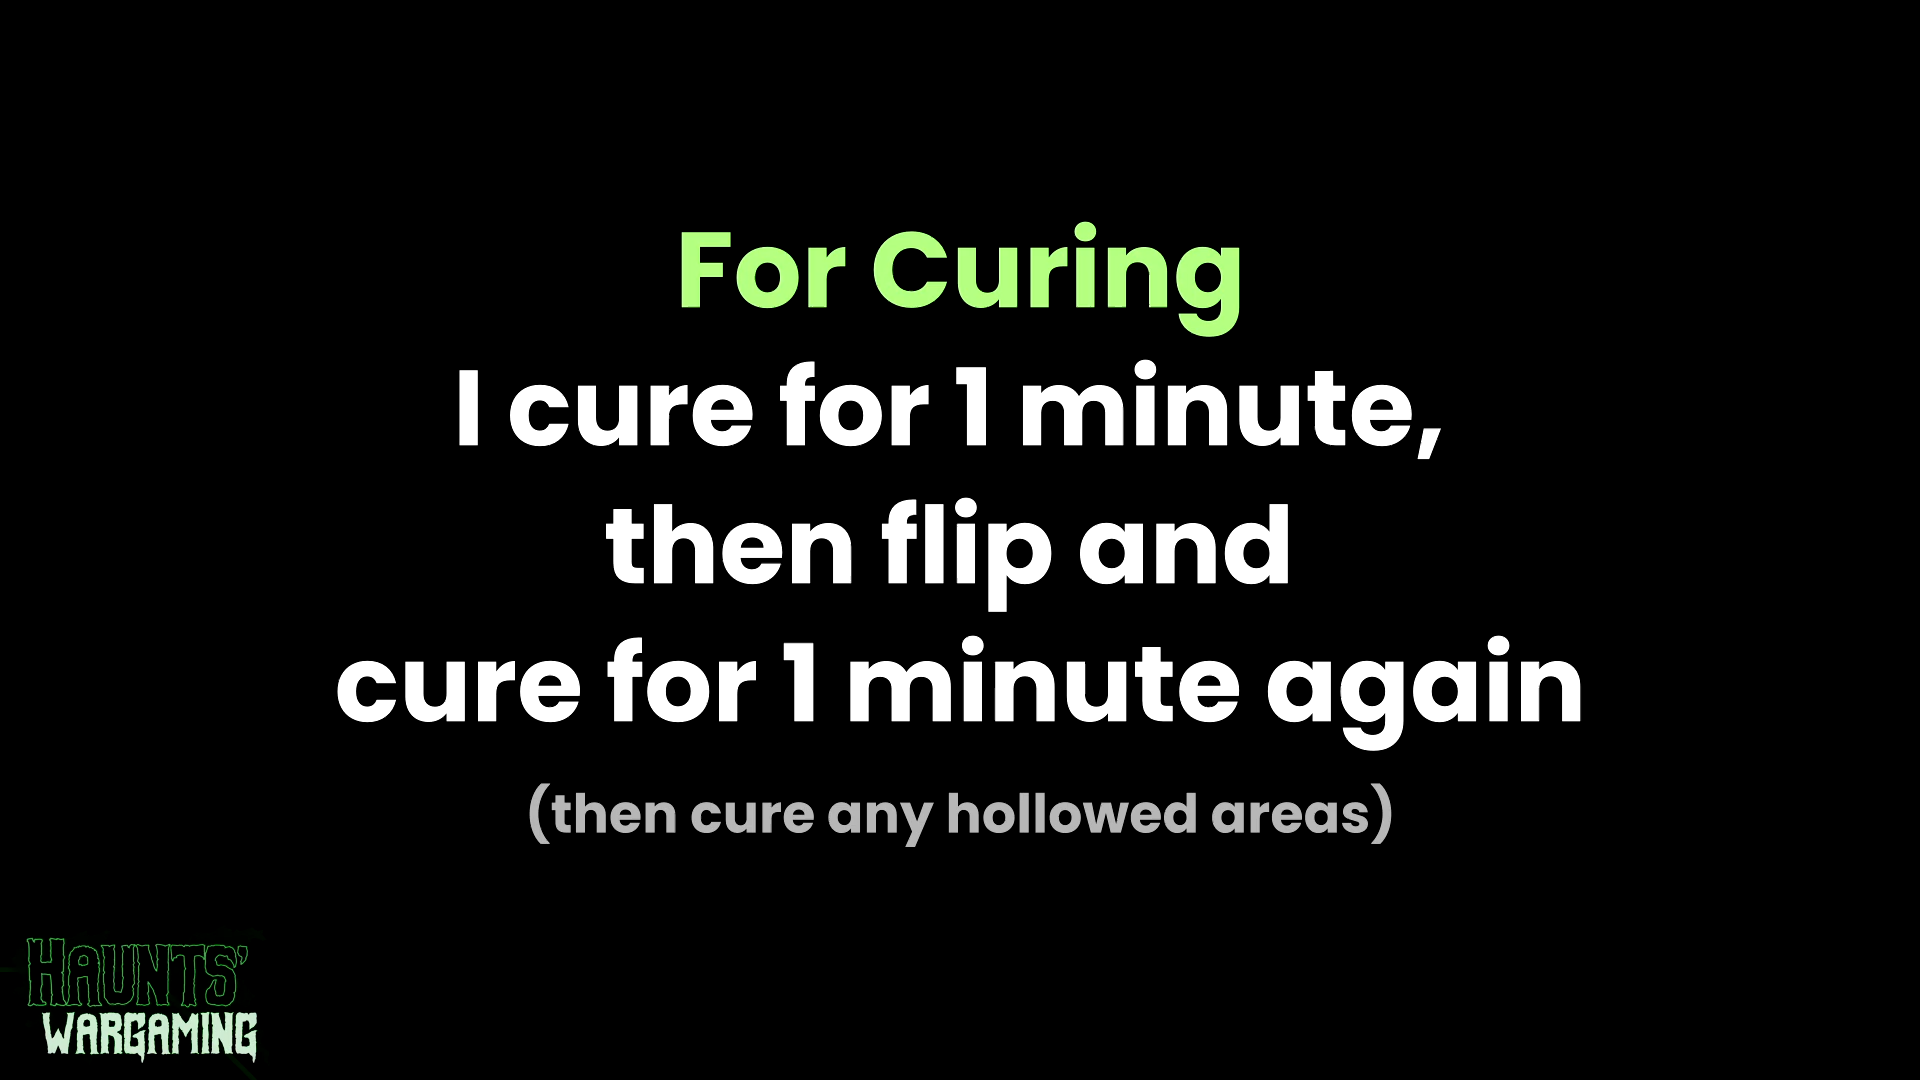 For Curing
I cure for 1 minute,
then flip and
cure for 1 minute again
(then cure any hollowed areas)
HAUNTS'
WARGAMING